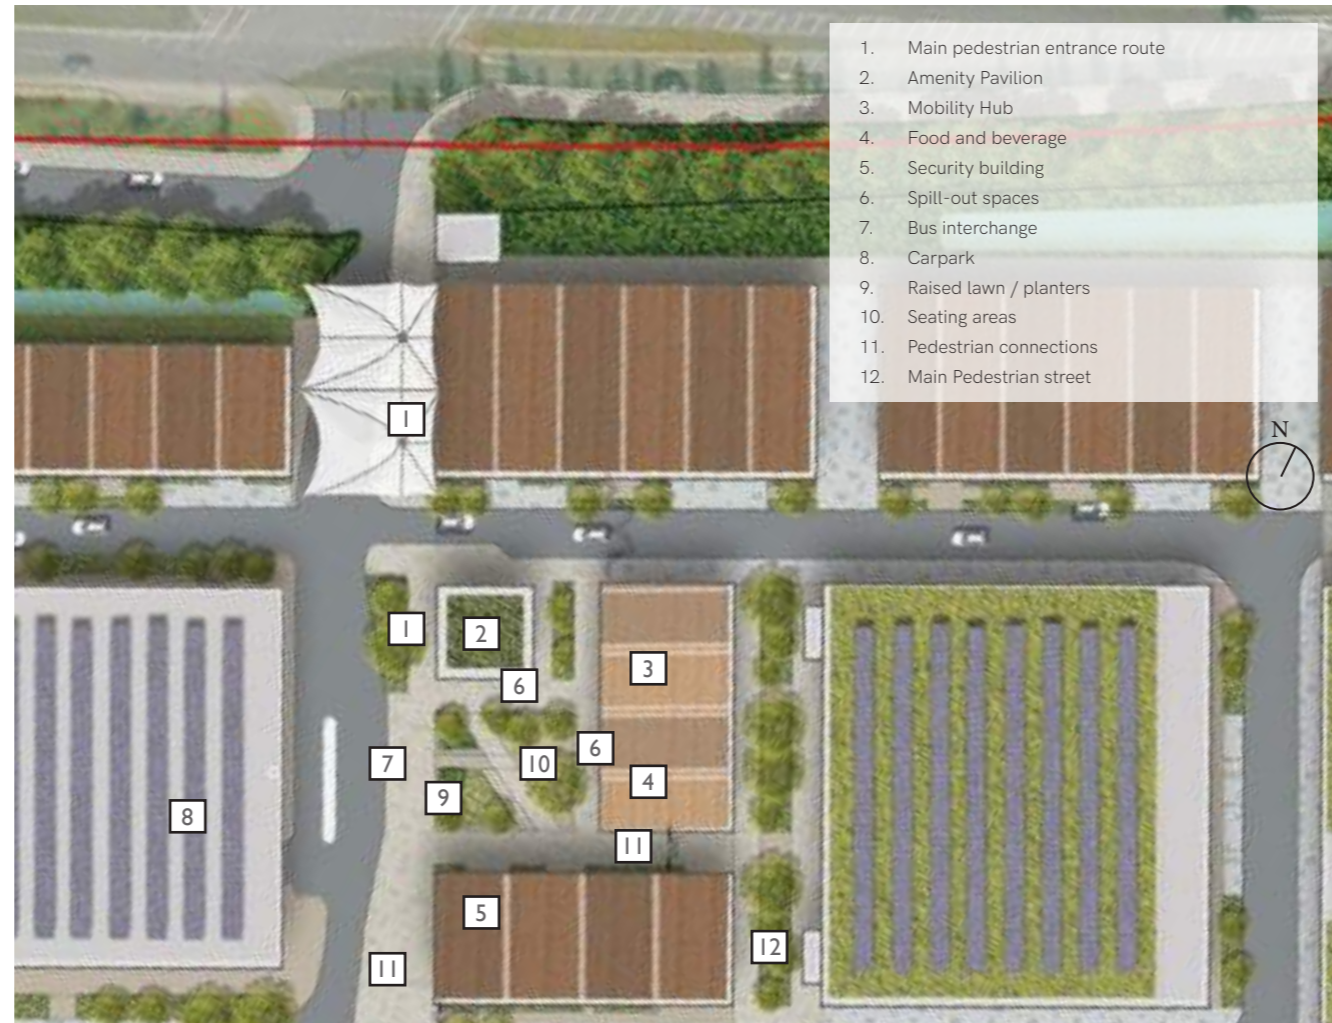 1. Main pedestrian entrance route
2. Amenity Pavilion
3. Mobility Hub
4. Food and beverage
5. Security building
6. Spill-out spaces
7. Bus interchange
8. Carpark
9. Raised lawn / planters
10. Seating areas
11. Pedestrian connections
12. Main Pedestrian street
N
1
1
2
3
6
6
7
10
4
9
8
11
5
12
11